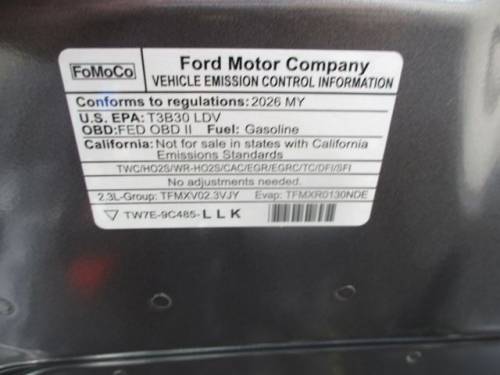 FoMoCo
Ford Motor Company
VEHICLE EMISSION CONTROL INFORMATION
Conforms to regulations: 2026 MY
U.S. EPA: T3B30 LDV
OBD: FED OBD II Fuel: Gasoline
California: Not for sale in states with California
Emissions Standards
TWC/HO2S/WR-HO2S/CAC/EGR/EGRC/TC/DFI/SFI
No adjustments needed.
2.3L-Group: TFMXV02.3VJY Evap: TFMXR0130NDE
TW7E-9C485-LLK